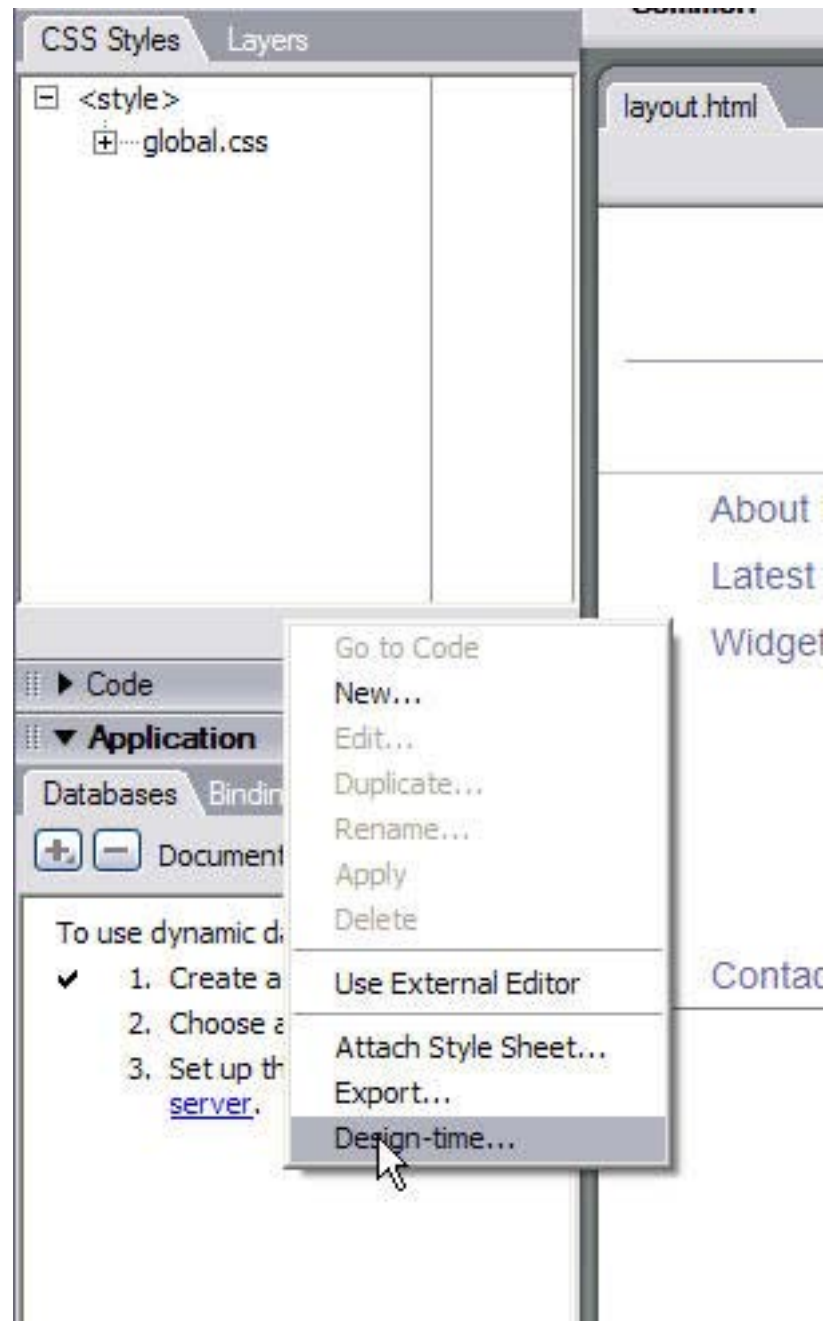 CSS Styles Layers
<style>
global.css
layout.html
About
Latest
Contac
Code
Application
Databases
Document
To use dynamic
1. Create a
2. Choose a
3. Set up th
server.
Go to Code
New...
Edit...
Duplicate...
Rename...
Apply
Delete
Use External Editor
Attach Style Sheet...
Export...
Design-time...